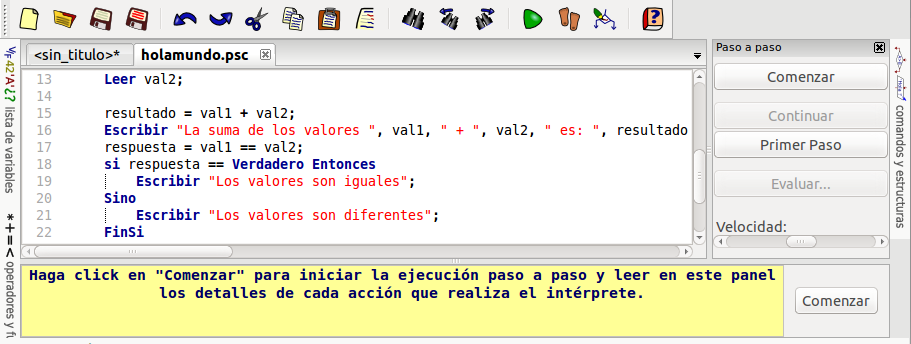 <sin_titulo>*
holamundo.psc
Paso a paso
13 Leer val2;
14
15 resultado = val1 + val2;
16 Escribir "La suma de los valores ", val1, " + ", val2, " es: ", resultado
17 respuesta = val1 == val2;
18 si respuesta == Verdadero Entonces
19 Escribir "Los valores son iguales";
20 Sino
21 Escribir "Los valores son diferentes";
22 FinSi
Comenzar
Continuar
Primer Paso
Evaluar...
Velocidad:
42 'A' ¿? lista de variables
* + = < operadores y fu
comandos y estructuras
Haga click en "Comenzar" para iniciar la ejecución paso a paso y leer en este panel
los detalles de cada acción que realiza el intérprete.
Comenzar